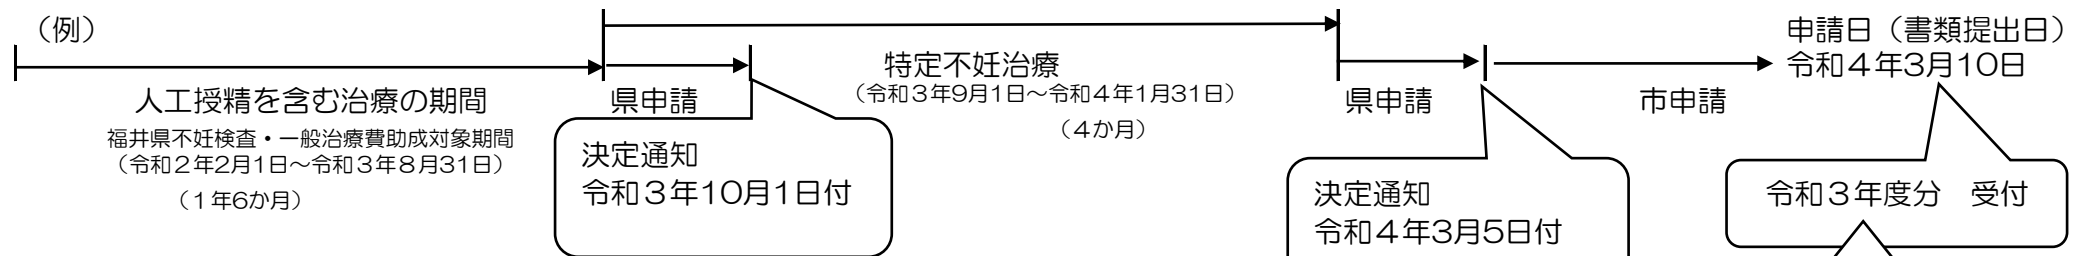 （例）
人工授精を含む治療の期間
福井県不妊検査・一般治療費助成対象期間
（令和２年2月1日～令和３年８月31日）
（１年6か月）
県申請
決定通知
令和３年10月1日付
特定不妊治療
（令和３年９月１日～令和４年１月31日）
（４か月）
県申請
決定通知
令和４年3月5日付
市申請
申請日（書類提出日）
令和４年3月10日
令和３年度分　受付